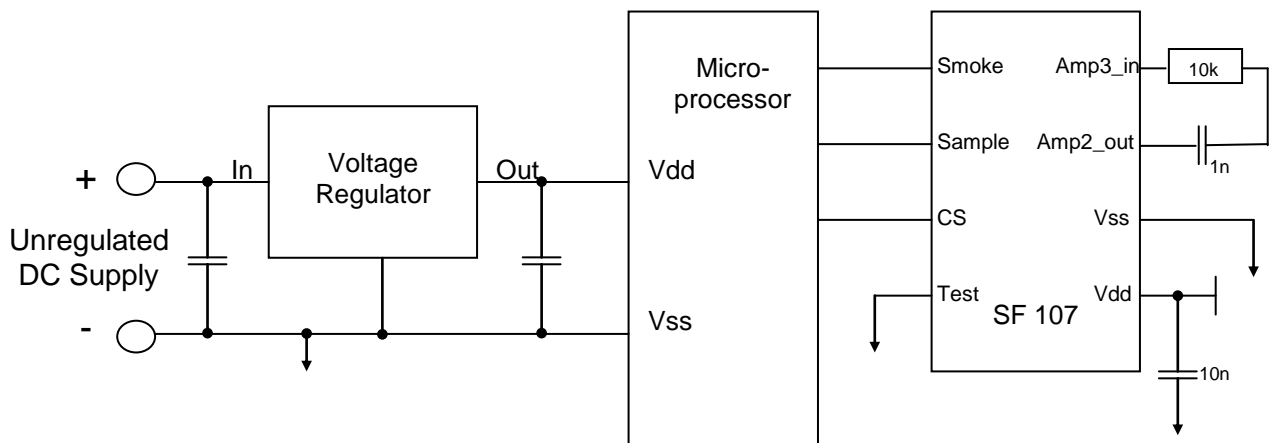 +
Unregulated
DC Supply
-
In
Voltage
Regulator
Out
Micro-
processor
Vdd
Vss
Smoke
Sample
CS
Test
Amp3_in
Amp2_out
Vss
Vdd
SF 107
10k
1n
10n